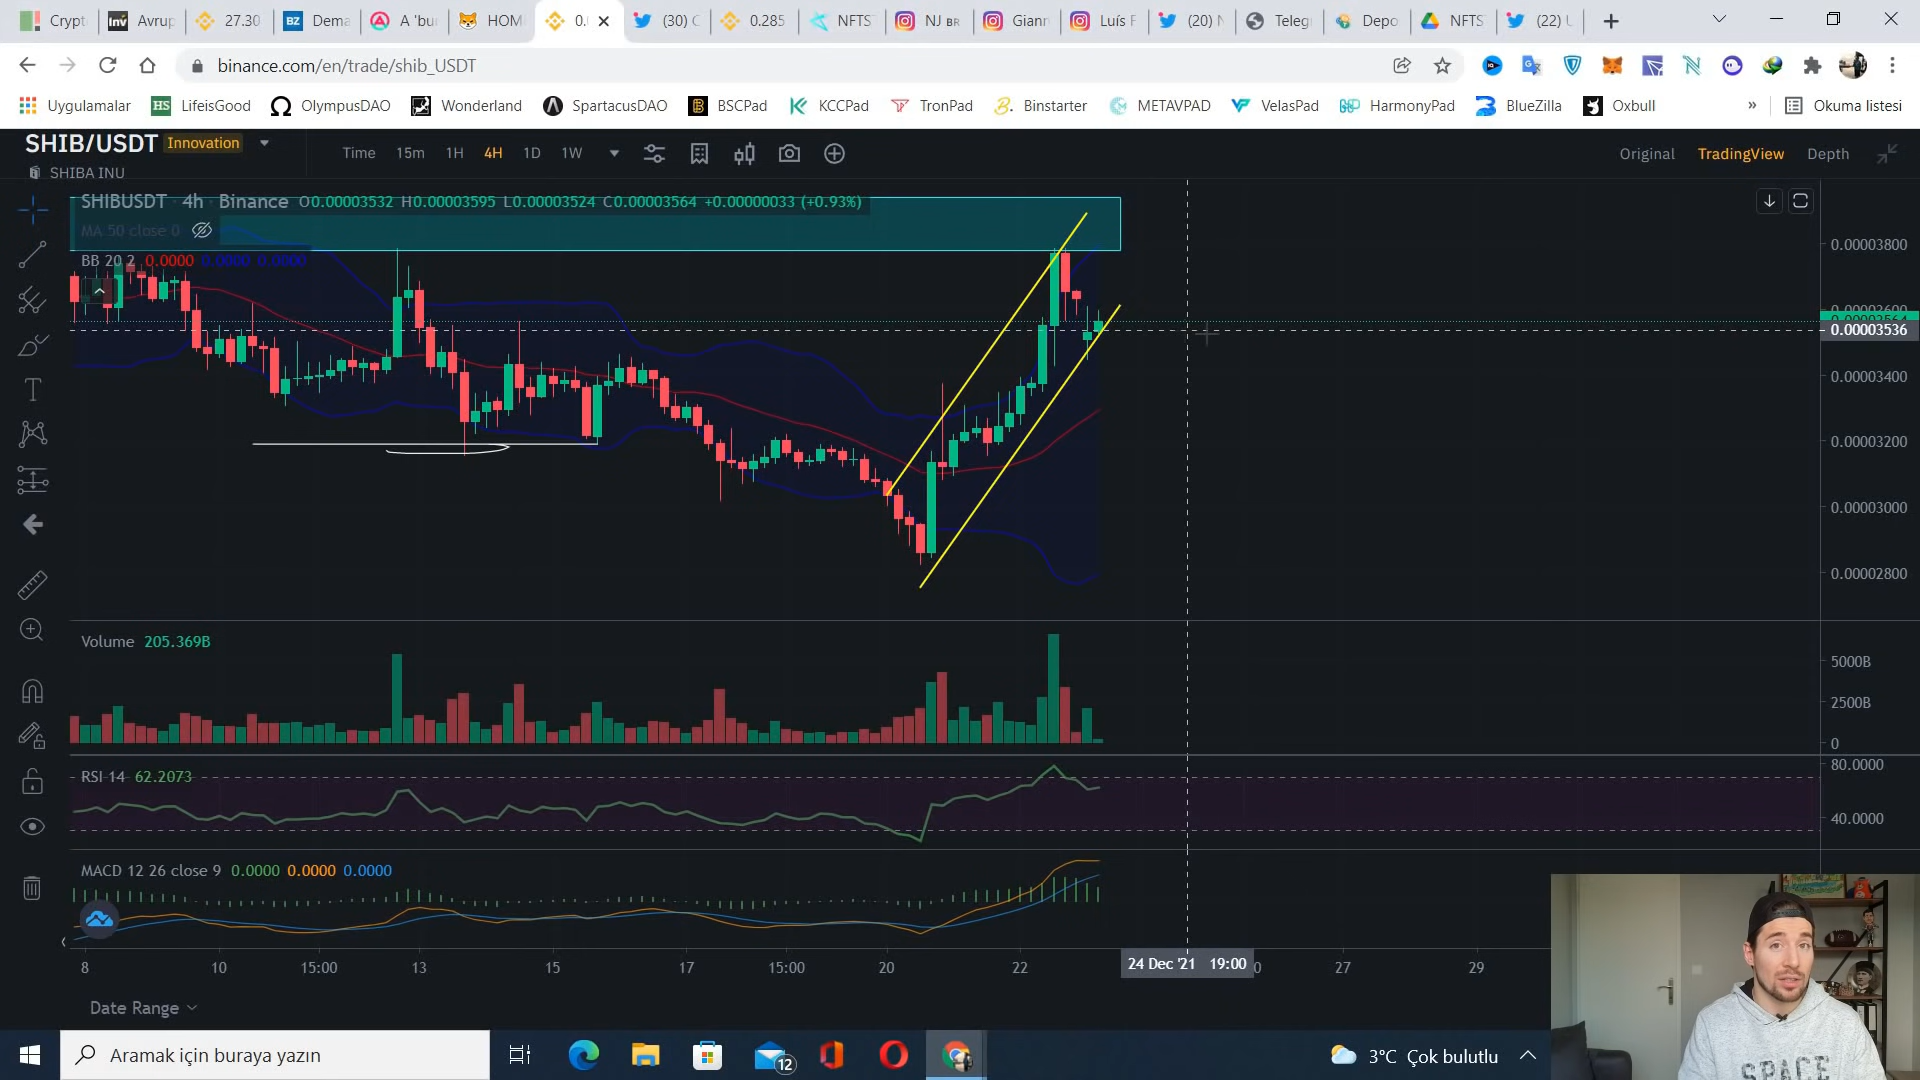 Crypt
Avrup
27.30
Dema
A 'bu
HOM
0.
(30) C
0.285
NFTS
NJ BR
Giann
Luís F
(20) N
Teleg
Depo
NFTS
(22) U
binance.com/en/trade/shib_USDT
Uygulamalar
LifeisGood
OlympusDAO
Wonderland
SpartacusDAO
BSCPad
KCCPad
TronPad
Binstarter
METAVPAD
VelasPad
HarmonyPad
BlueZilla
Oxbull
»
Okuma listesi
SHIB/USDT Innovation
SHIBA INU
Time 15m 1H 4H 1D 1W
Original TradingView Depth
SHIBUSDT · 4h · Binance O0.00003532 H0.00003595 L0.00003524 C0.00003564 +0.00000033 (+0.93%)
MA 50 close 0
BB 20 2 0.0000 0.0000 0.0000
0.00003800
0.00003536
0.00003400
0.00003200
0.00003000
0.00002800
Volume 205.369B
5000B
2500B
0
RSI 14 62.2073
80.0000
40.0000
MACD 12 26 close 9 0.0000 0.0000 0.0000
8 10 15:00 13 15 17 15:00 20 22 24 Dec '21 19:00 0 27 29
Date Range
SPACE
Aramak için buraya yazın
12
3°C Çok bulutlu